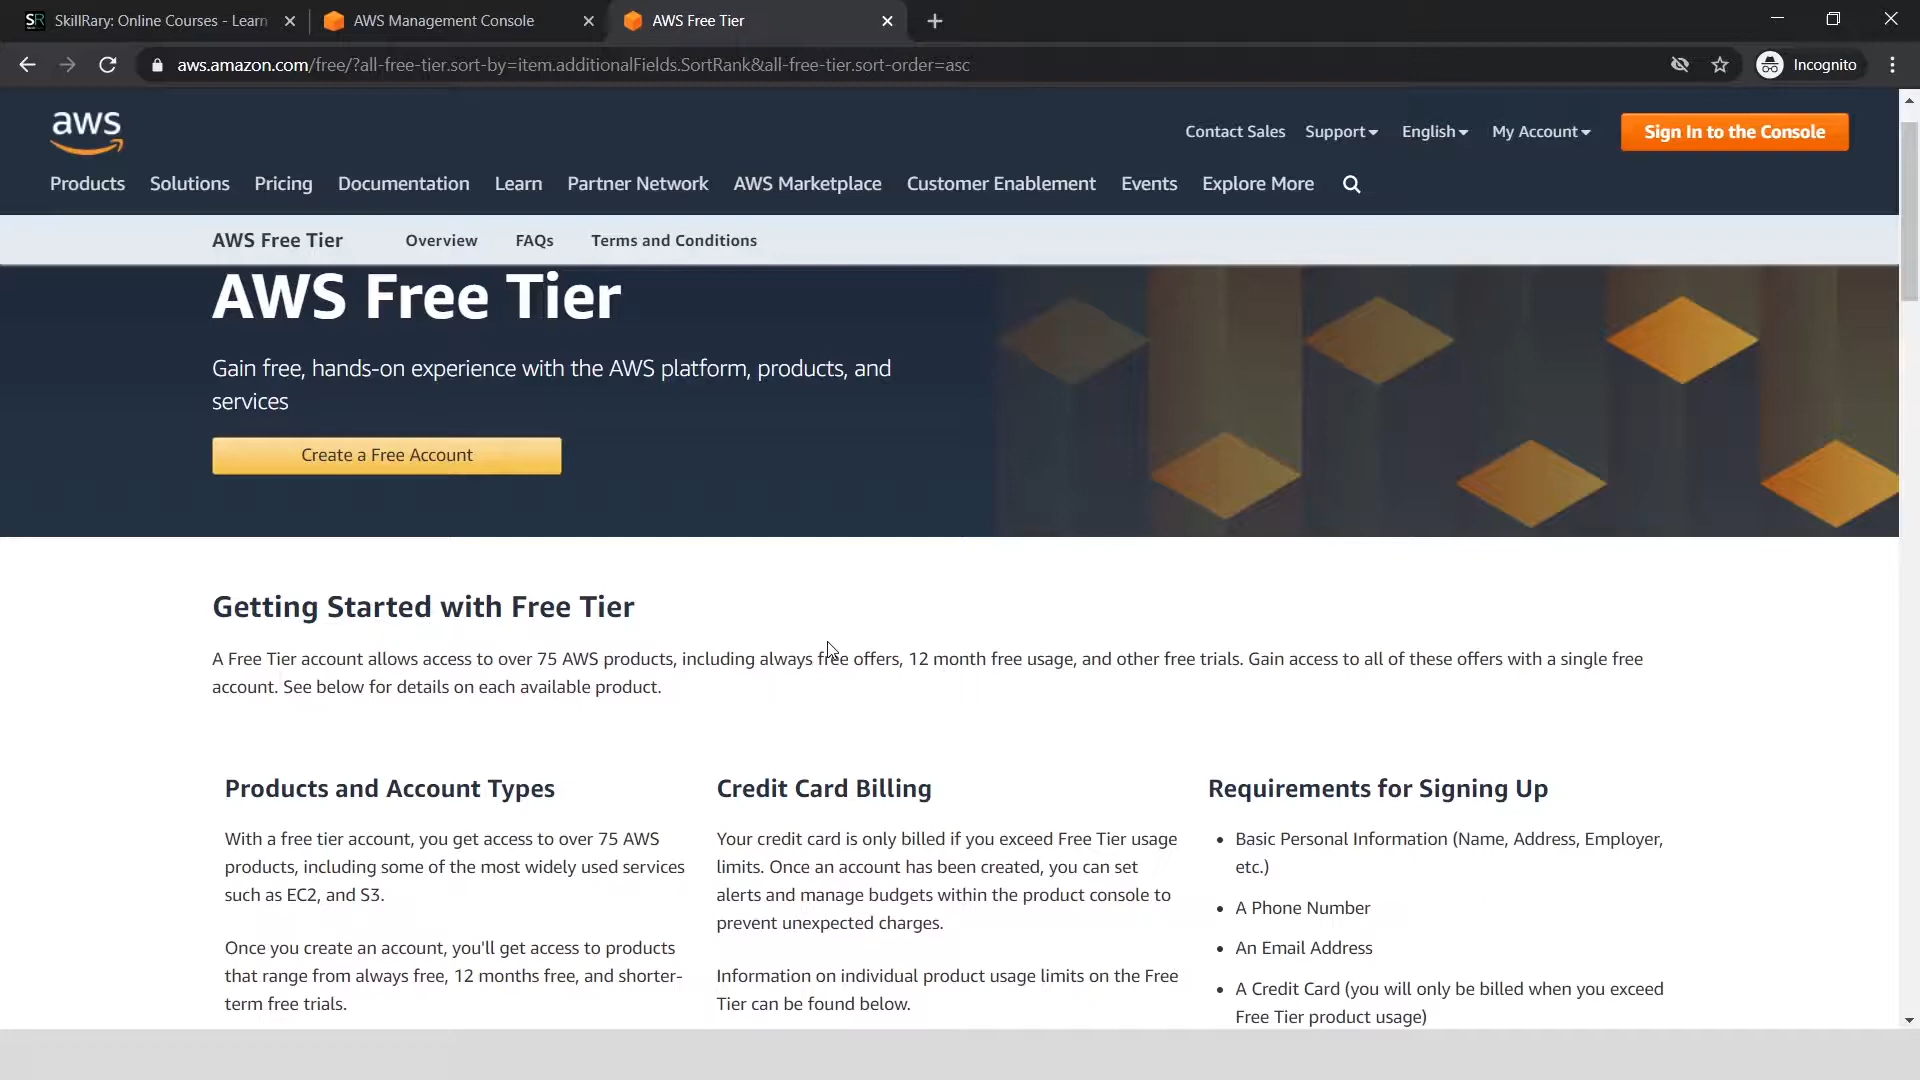 SR SkillRary: Online Courses - Learn
AWS Management Console
AWS Free Tier
aws.amazon.com/free/?all-free-tier.sort-by=item.additionalFields.SortRank&all-free-tier.sort-order=asc
Incognito
aws
Contact Sales Support English My Account Sign In to the Console
Products Solutions Pricing Documentation Learn Partner Network AWS Marketplace Customer Enablement Events Explore More
AWS Free Tier Overview FAQs Terms and Conditions
AWS Free Tier
Gain free, hands-on experience with the AWS platform, products, and
services
Create a Free Account
Getting Started with Free Tier
A Free Tier account allows access to over 75 AWS products, including always free offers, 12 month free usage, and other free trials. Gain access to all of these offers with a single free
account. See below for details on each available product.
Products and Account Types
With a free tier account, you get access to over 75 AWS
products, including some of the most widely used services
such as EC2, and S3.
Once you create an account, you'll get access to products
that range from always free, 12 months free, and shorter-
term free trials.
Credit Card Billing
Your credit card is only billed if you exceed Free Tier usage
limits. Once an account has been created, you can set
alerts and manage budgets within the product console to
prevent unexpected charges.
Information on individual product usage limits on the Free
Tier can be found below.
Requirements for Signing Up
• Basic Personal Information (Name, Address, Employer,
etc.)
• A Phone Number
• An Email Address
• A Credit Card (you will only be billed when you exceed
Free Tier product usage)